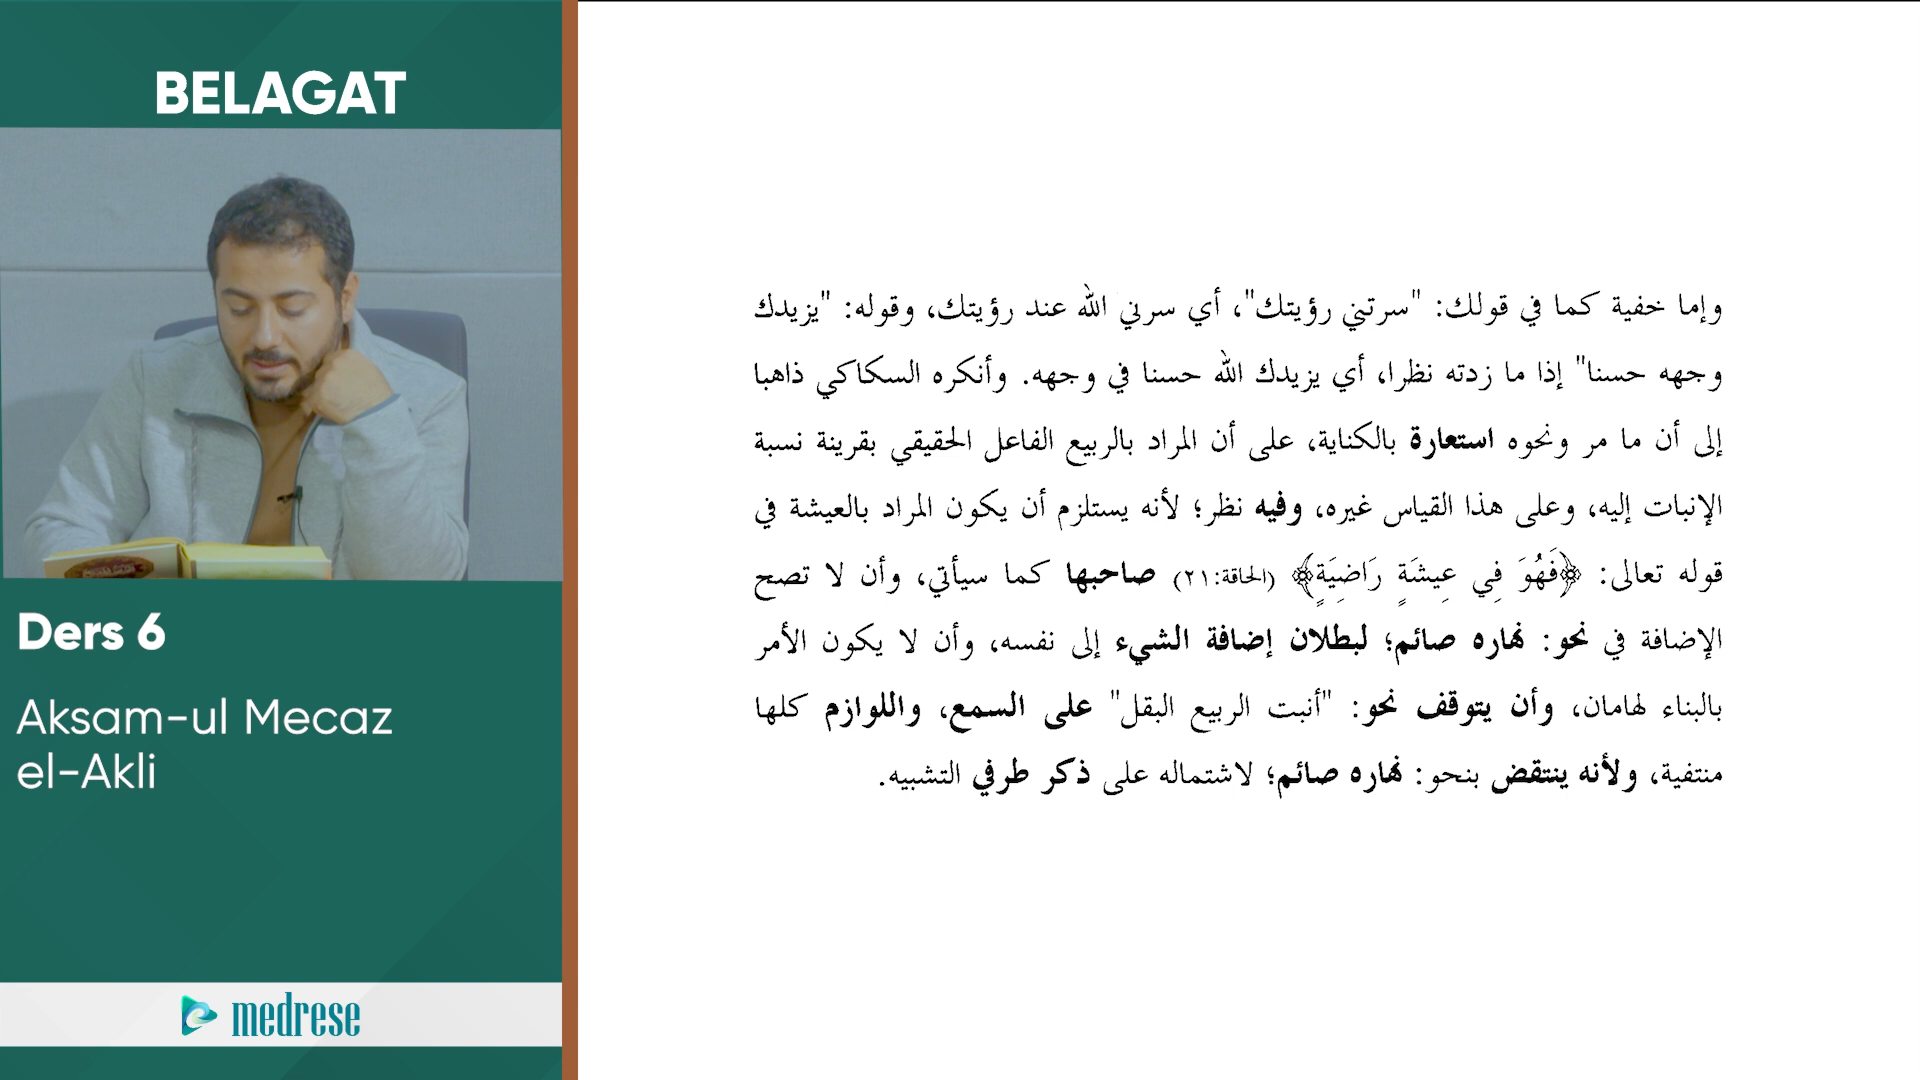 BELAGAT
Ders 6
Aksam-ul Mecaz
el-Akli
medrese
وإما خفية كما في قولك: "سرتني رؤيتك"، أي سرني الله عند رؤيتك، وقوله: "يزيدك
وجهه حسنا" إذا ما زدته نظرا، أي يزيدك الله حسنا في وجهه. وأنكره السكاكي ذاهبا
إلى أن ما مر ونحوه استعارة بالكناية، على أن المراد بالربيع الفاعل الحقيقي بقرينة نسبة
الإنبات إليه، وعلى هذا القياس غيره، وفيه نظر؛ لأنه يستلزم أن يكون المراد بالعيشة في
قوله تعالى: ﴿فَهُوَ فِي عِيشَةٍ رَاضِيَةٍ﴾ (الحاقة:٢١) صاحبها كما سيأتي، وأن لا تصح
الإضافة في نحو: نهاره صائم؛ لبطلان إضافة الشيء إلى نفسه، وأن لا يكون الأمر
بالبناء لهامان، وأن يتوقف نحو: "أنبت الربيع البقل" على السمع، واللوازم كلها
منتفية، ولأنه ينتقض بنحو: نهاره صائم؛ لاشتماله على ذكر طرفي التشبيه.